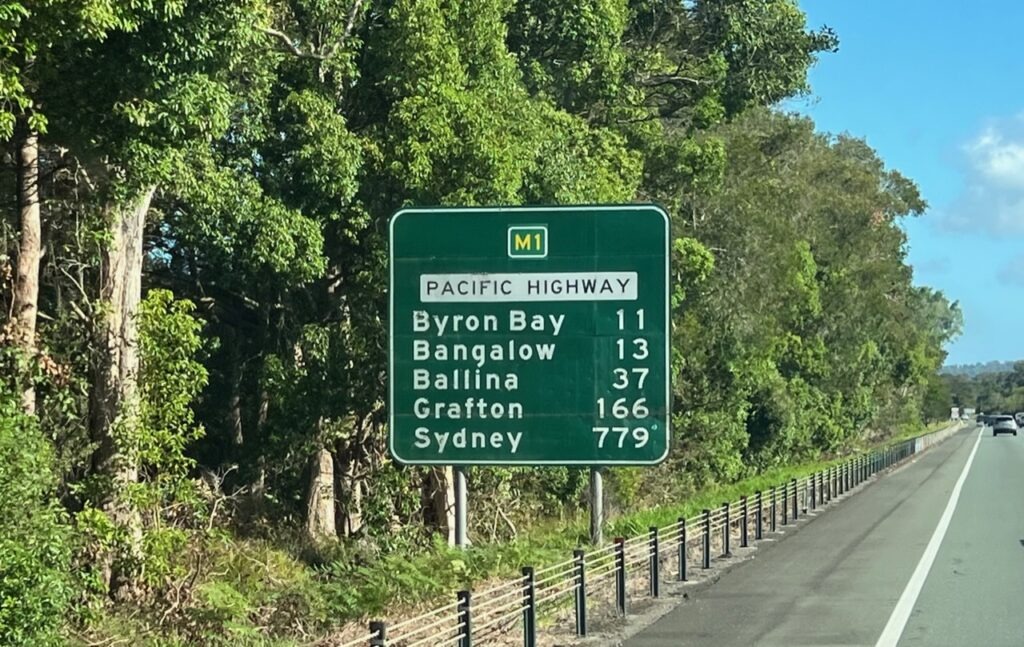 M1
PACIFIC HIGHWAY
Byron Bay 11
Bangalow 13
Ballina 37
Grafton 166
Sydney 779